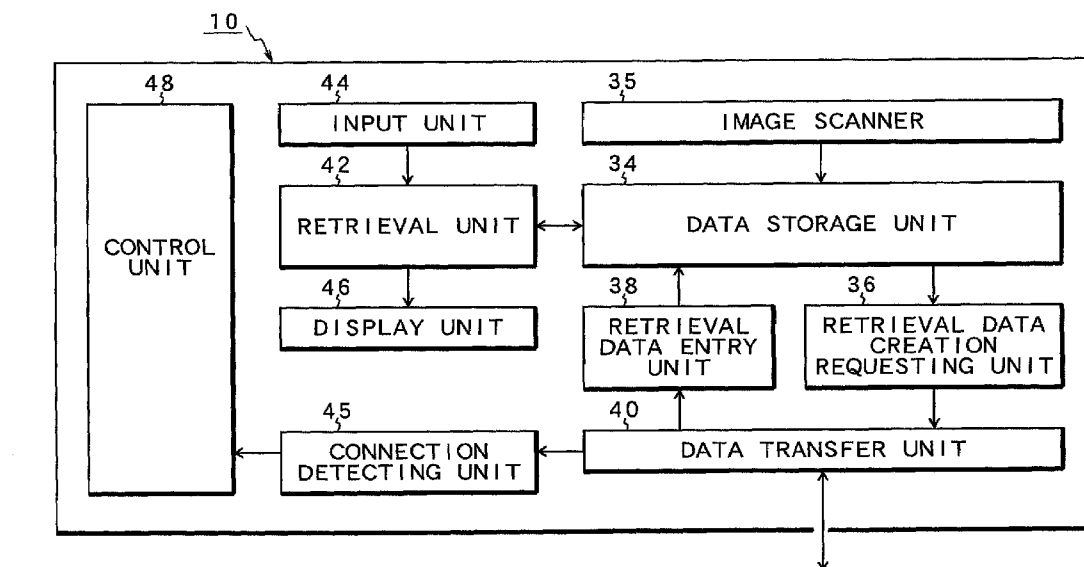 10
48
CONTROL
UNIT
44
INPUT UNIT
35
IMAGE SCANNER
42
RETRIEVAL UNIT
34
DATA STORAGE UNIT
46
DISPLAY UNIT
38
RETRIEVAL
DATA ENTRY
UNIT
36
RETRIEVAL DATA
CREATION
REQUESTING UNIT
45
CONNECTION
DETECTING UNIT
40
DATA TRANSFER UNIT